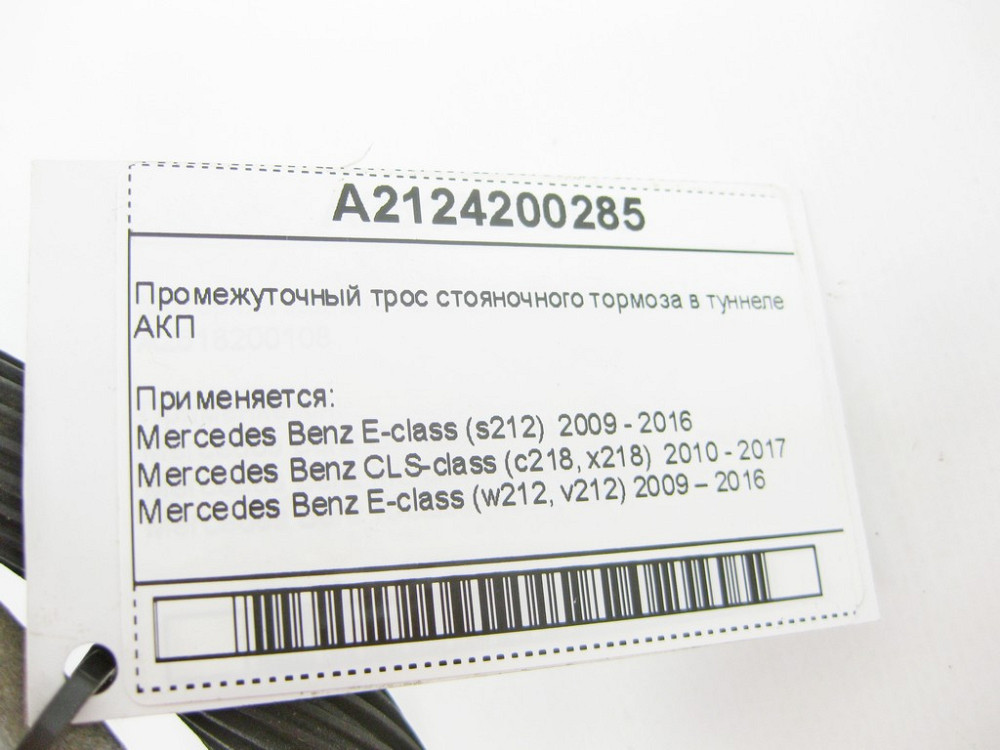 A2124200285
Промежуточный трос стояночного тормоза в туннеле
АКП
Применяется:
Mercedes Benz E-class (s212) 2009 - 2016
Mercedes Benz CLS-class (c218, x218) 2010 - 2017
Mercedes Benz E-class (w212, v212) 2009 – 2016